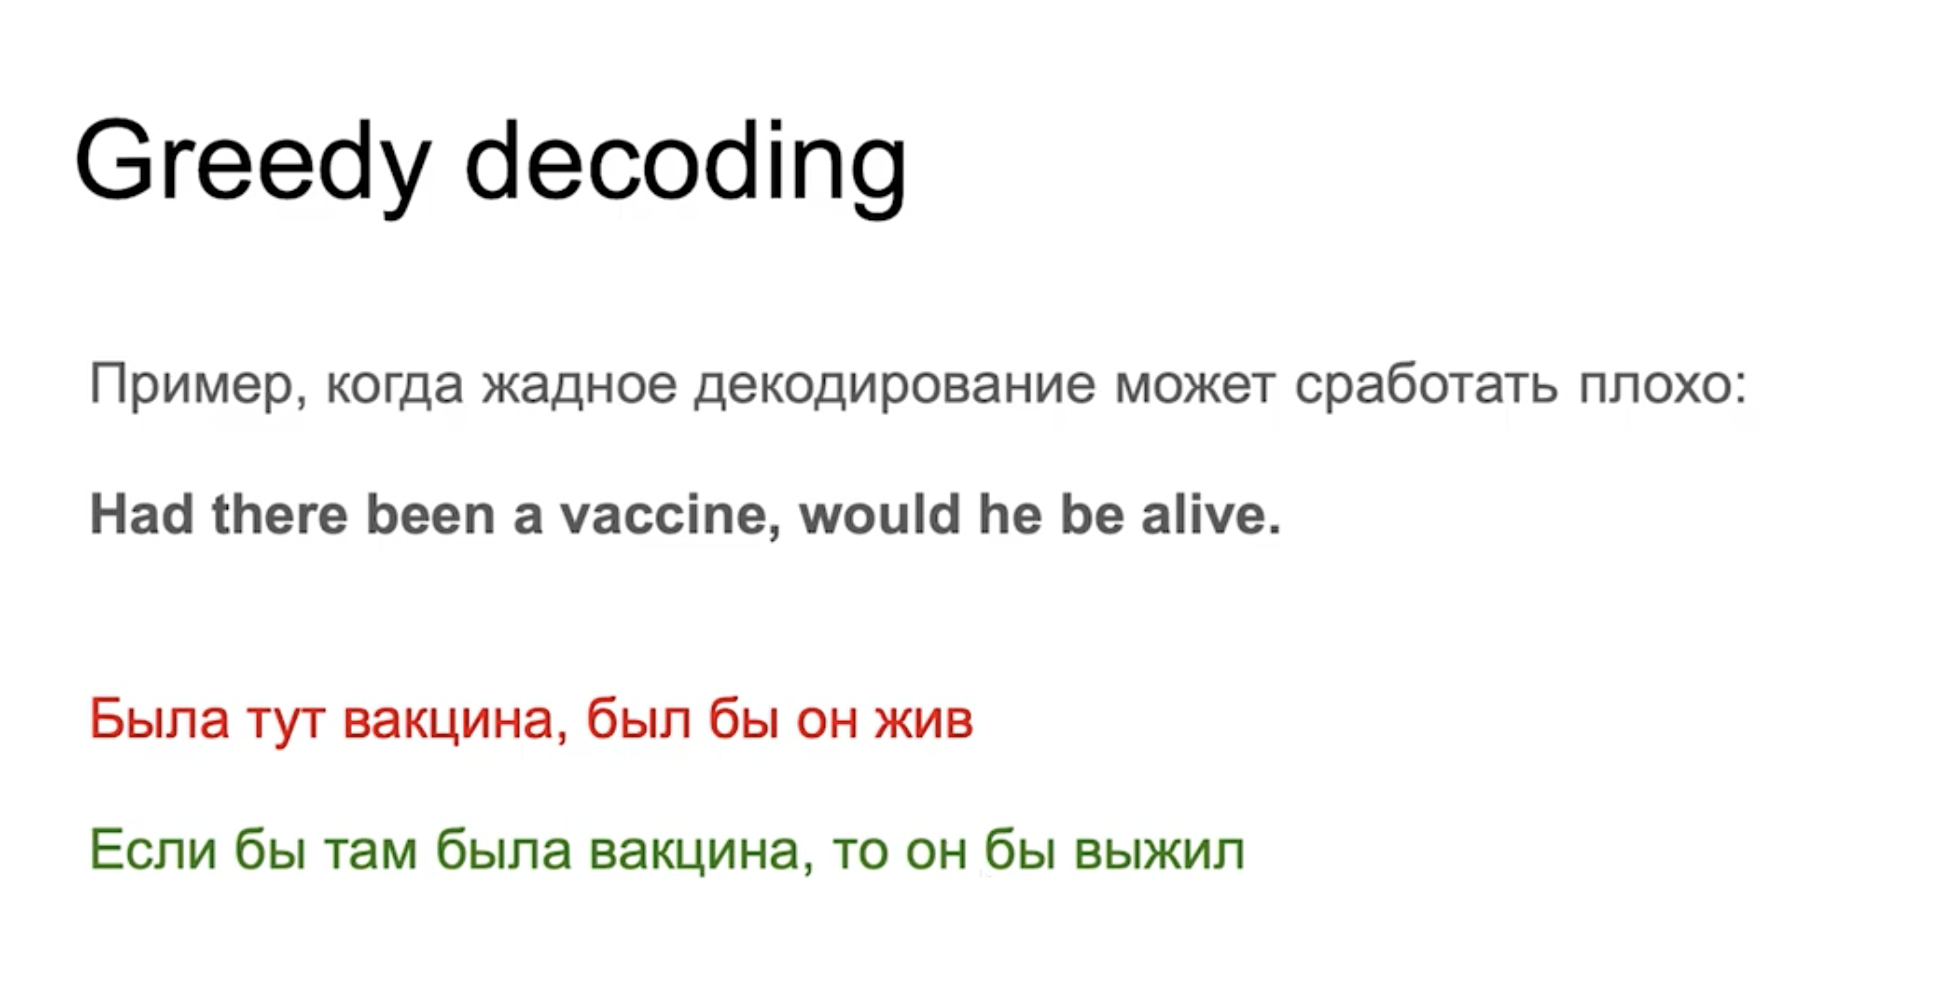 Greedy decoding
Пример, когда жадное декодирование может сработать плохо:
Had there been a vaccine, would he be alive.
Была тут вакцина, был бы он жив
Если бы там была вакцина, то он бы выжил